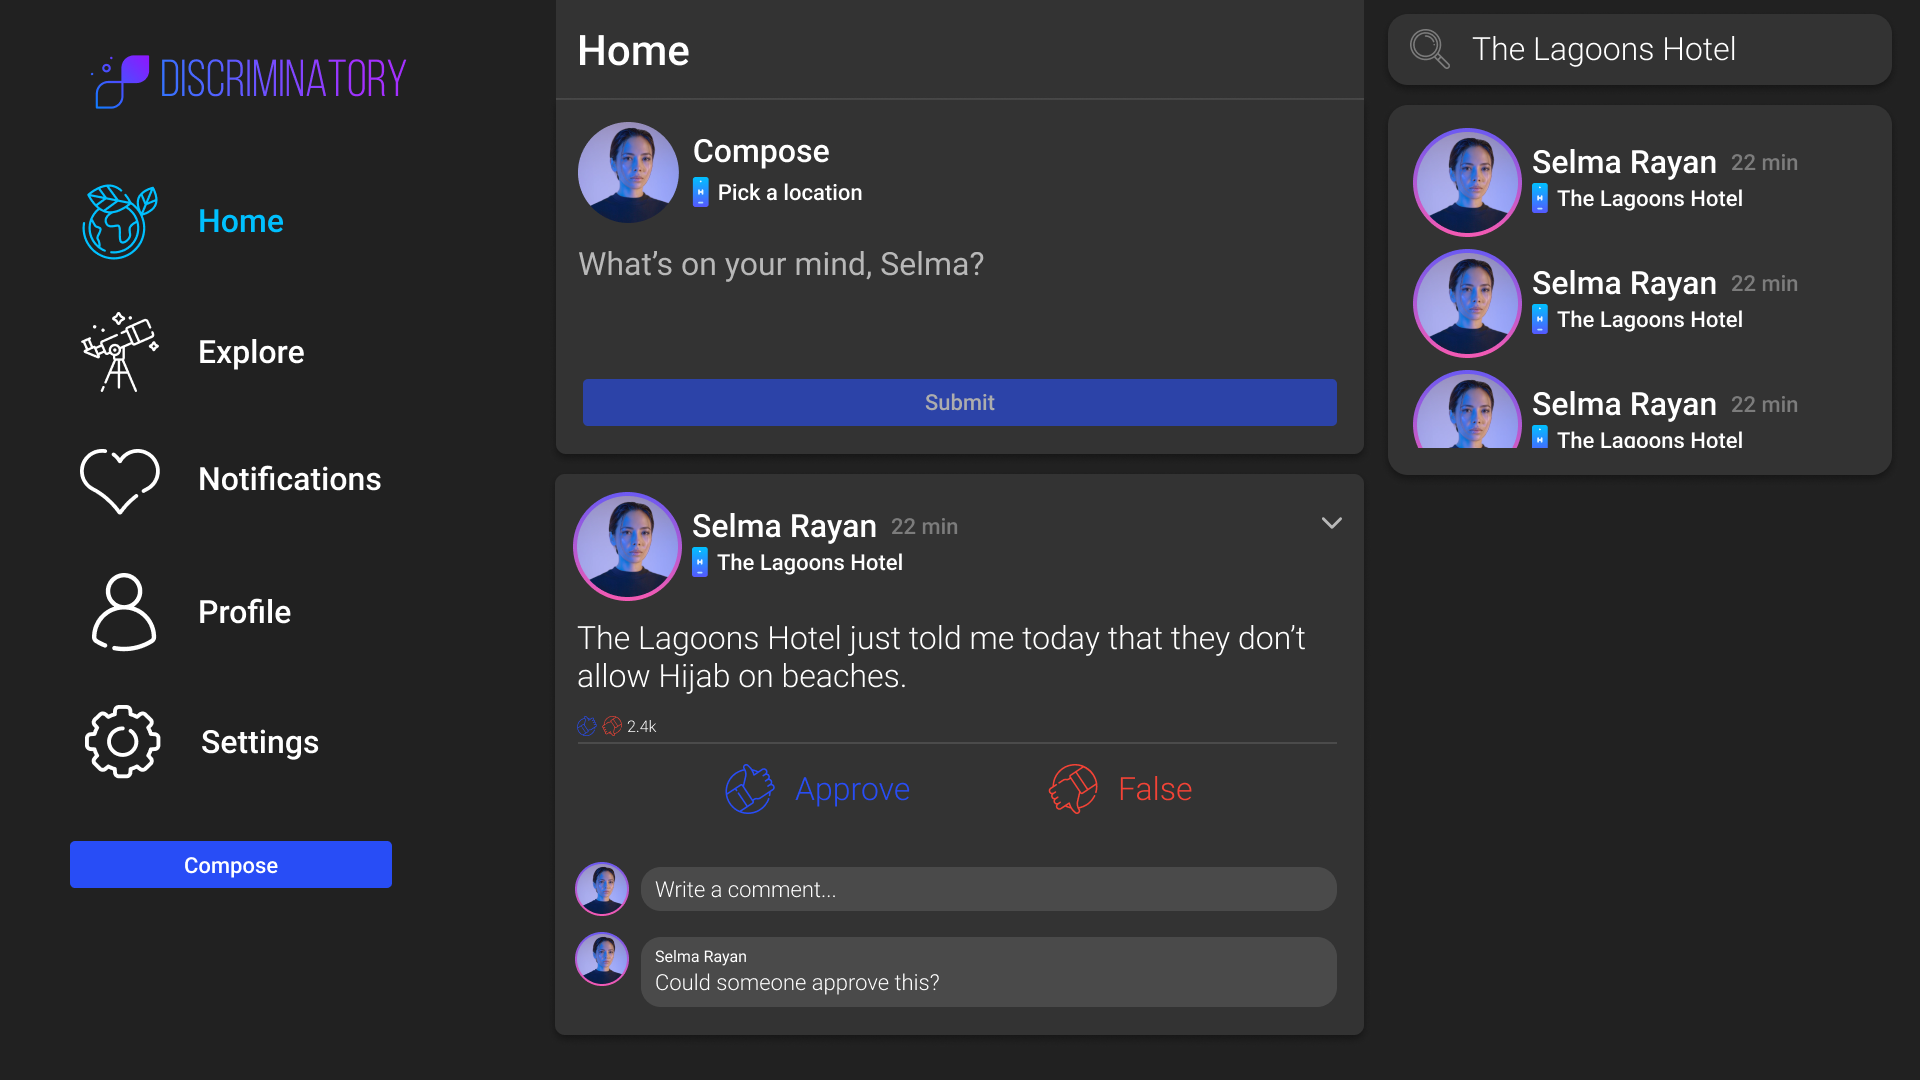 DISCRIMINATORY
Home
Explore
Notifications
Profile
Settings
Compose
Home
Compose
Pick a location
What’s on your mind, Selma?
Submit
Selma Rayan 22 min
The Lagoons Hotel
The Lagoons Hotel just told me today that they don’t
allow Hijab on beaches.
2.4k
Approve
False
Write a comment...
Selma Rayan
Could someone approve this?
The Lagoons Hotel
Selma Rayan 22 min
The Lagoons Hotel
Selma Rayan 22 min
The Lagoons Hotel
Selma Rayan 22 min
The Lagoons Hotel